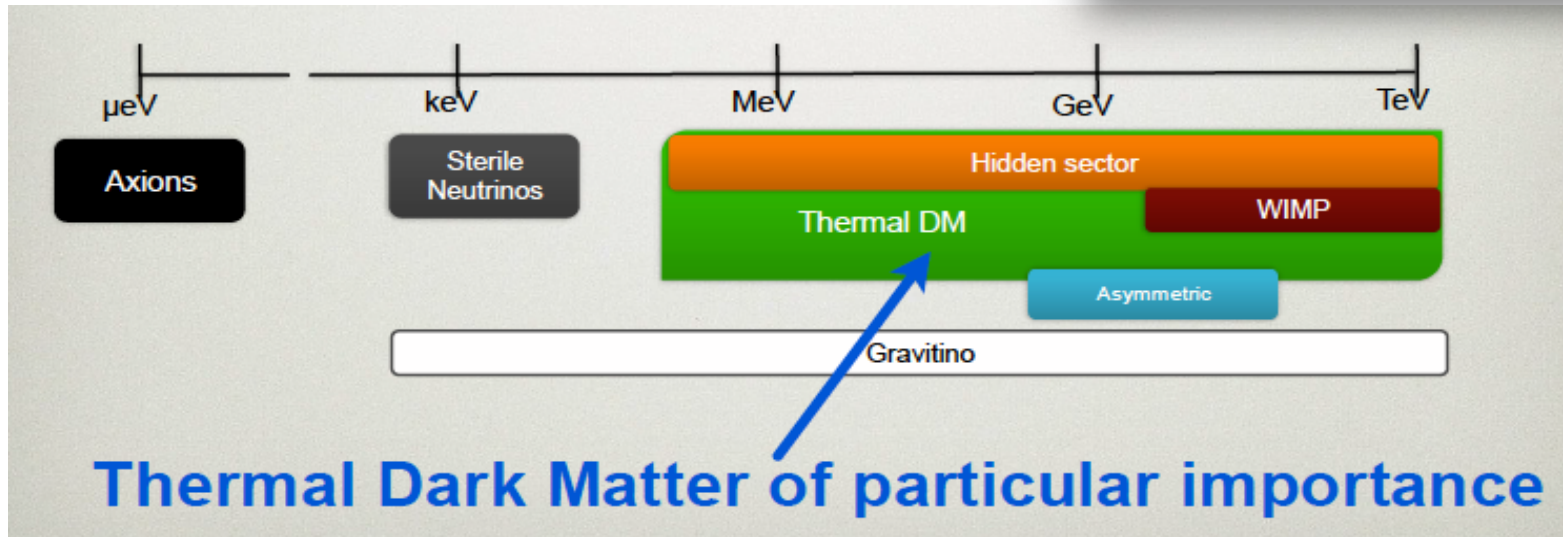 µeV keV MeV GeV TeV
Axions
Sterile
Neutrinos
Hidden sector
Thermal DM
WIMP
Asymmetric
Gravitino
Thermal Dark Matter of particular importance